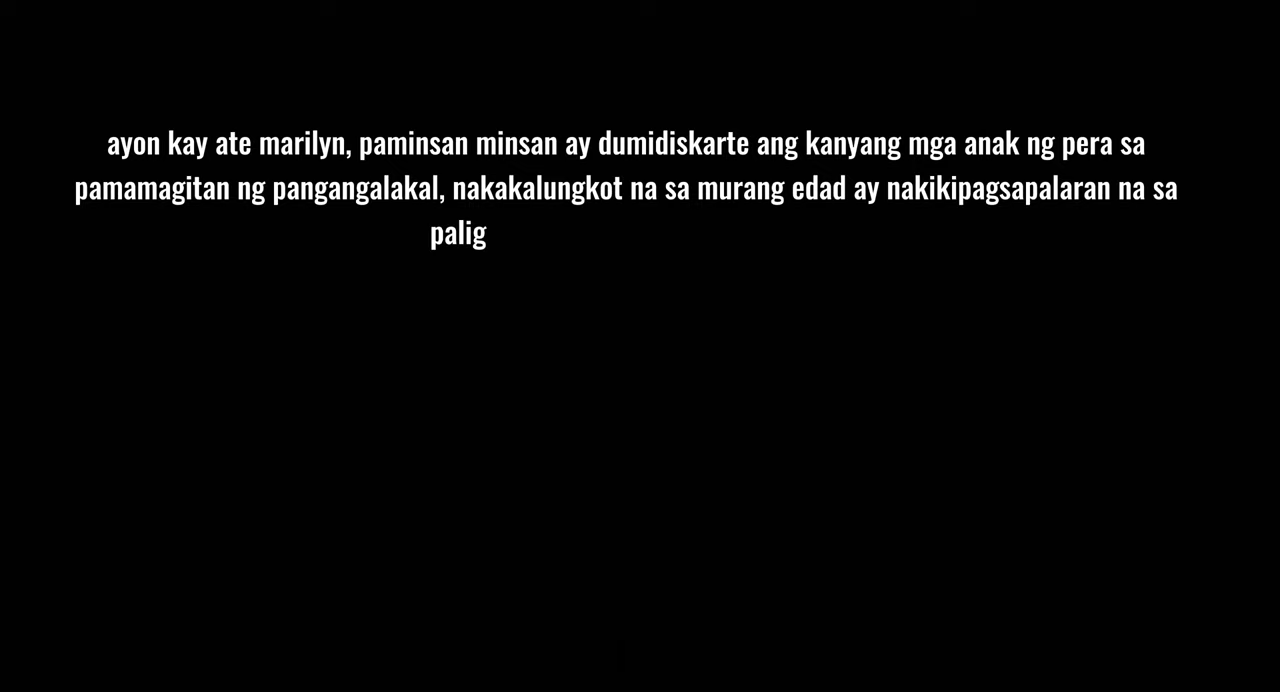 ayon kay ate marilyn, paminsan minsan ay dumidiskarte ang kanyang mga anak ng pera sa
pamamagitan ng pangangalakal, nakakalungkot na sa murang edad ay nakikipagsapalaran na sa
palig